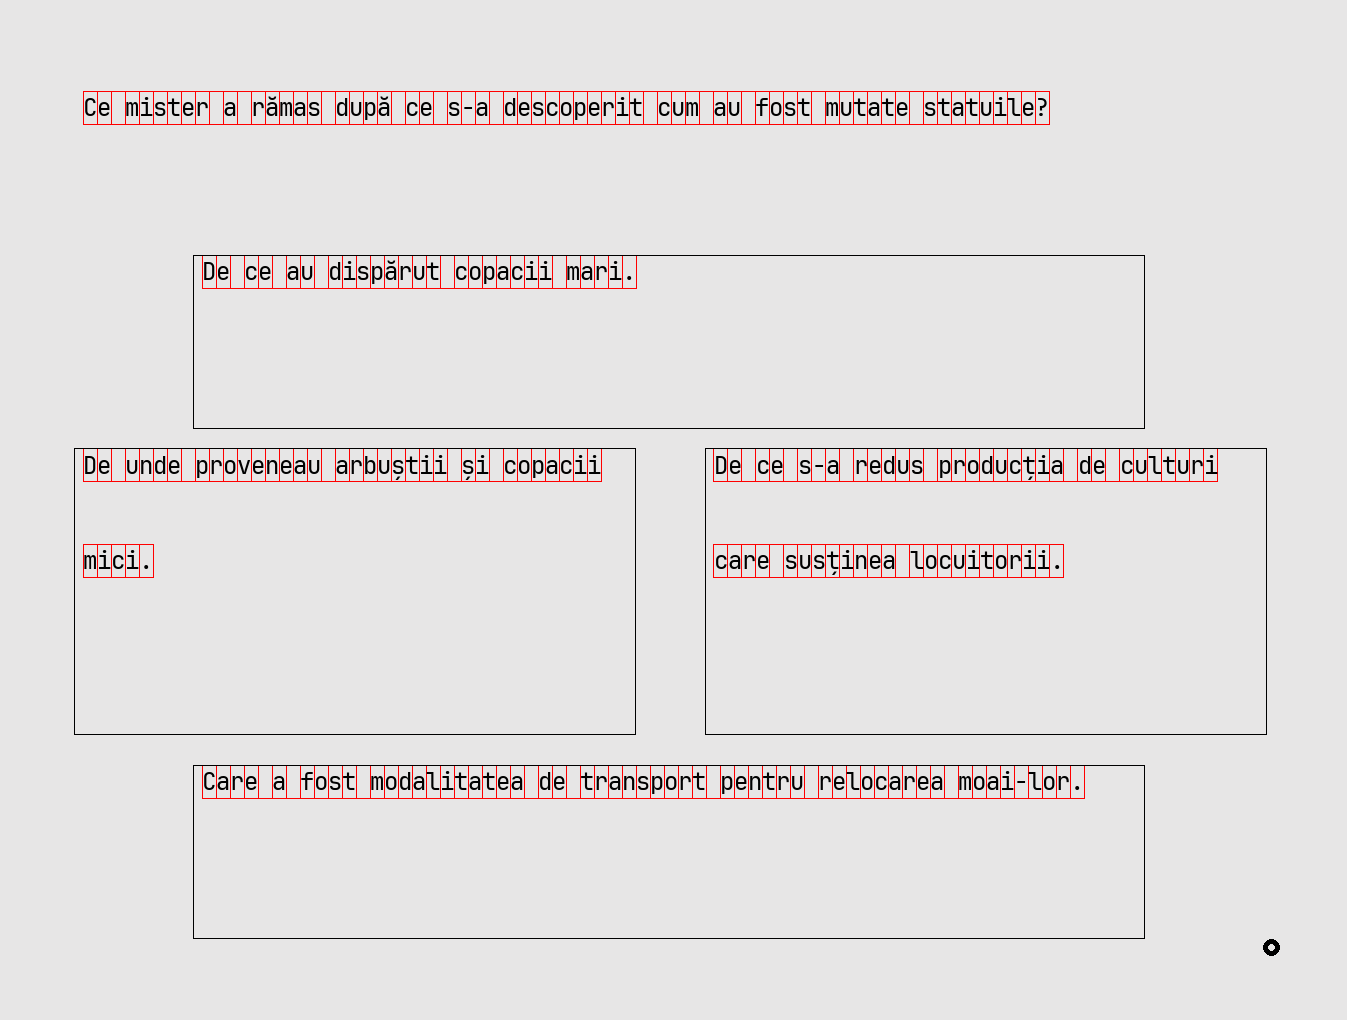 Ce mister a rămas după ce s-a descoperit cum au fost mutate statuile?
De ce au dispărut copacii mari.
De unde proveneau arbuștii și copacii
mici.
De ce s-a redus producția de culturi
care susținea locuitorii.
Care a fost modalitatea de transport pentru relocarea moai-lor.